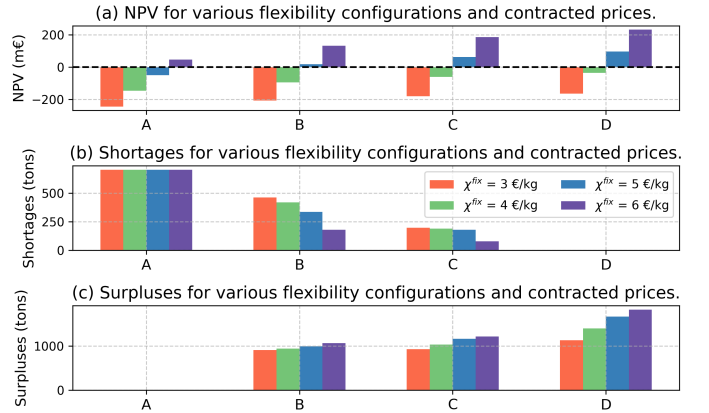 (a) NPV for various flexibility configurations and contracted prices.
NPV (m€)
200
0
−200
A B C D
(b) Shortages for various flexibility configurations and contracted prices.
Shortages (tons)
500
250
0
χ^fix = 3 €/kg
χ^fix = 4 €/kg
χ^fix = 5 €/kg
χ^fix = 6 €/kg
A B C D
(c) Surpluses for various flexibility configurations and contracted prices.
Surpluses (tons)
1000
0
A B C D